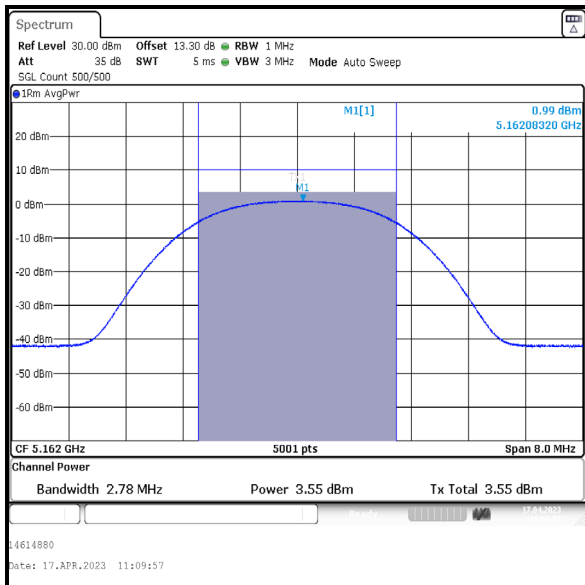 Spectrum
Ref Level 30.00 dBm Offset 13.30 dB RBW 1 MHz
Att 35 dB SWT 5 ms VBW 3 MHz Mode Auto Sweep
SGL Count 500/500
1Rm AvgPwr
M1[1] 0.99 dBm
5.16208320 GHz
20 dBm
10 dBm
M1
0 dBm
-10 dBm
-20 dBm
-30 dBm
-40 dBm
-50 dBm
-60 dBm
CF 5.162 GHz 5001 pts Span 8.0 MHz
Channel Power
Bandwidth 2.78 MHz Power 3.55 dBm Tx Total 3.55 dBm
Ready 17.04.2023
14614880
Date: 17.APR.2023 11:09:57